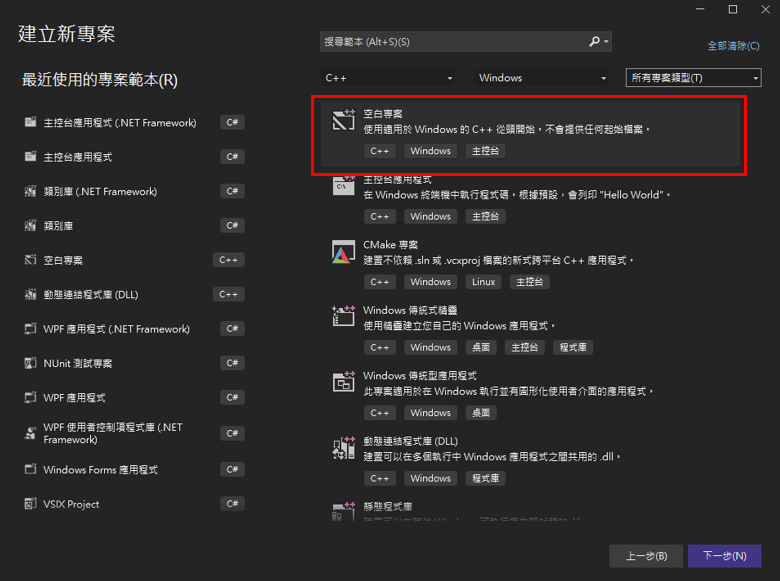 建立新專案
搜尋範本 (Alt+S)(S)
全部清除(C)
最近使用的專案範本(R)
C++
Windows
所有專案類型(T)
主控台應用程式 (.NET Framework)
C#
主控台應用程式
C#
類別庫 (.NET Framework)
C#
類別庫
C#
空白專案
C++
動態連結程式庫 (DLL)
C++
WPF 應用程式 (.NET Framework)
C#
NUnit 測試專案
C#
WPF 應用程式
C#
WPF 使用者控制項程式庫 (.NET
Framework)
C#
Windows Forms 應用程式
C#
VSIX Project
C#
空白專案
使用適用於 Windows 的 C++ 從頭開始。不會提供任何起始檔案。
C++ Windows 主控台
主控台應用程式
在 Windows 終端機中執行程式碼。根據預設，會列印 "Hello World"。
C++ Windows 主控台
CMake 專案
建置不依賴 .sln 或 .vcxproj 檔案的新式跨平台 C++ 應用程式。
C++ Windows Linux 主控台
Windows 傳統式精靈
使用精靈建立您自己的 Windows 應用程式。
C++ Windows 桌面 主控台 程式庫
Windows 傳統型應用程式
此專案適用於在 Windows 執行並有圖形化使用者介面的應用程式。
C++ Windows 桌面
動態連結程式庫 (DLL)
建置可以在多個執行中 Windows 應用程式之間共用的 .dll。
C++ Windows 程式庫
靜態程式庫
上一步(B)
下一步(N)